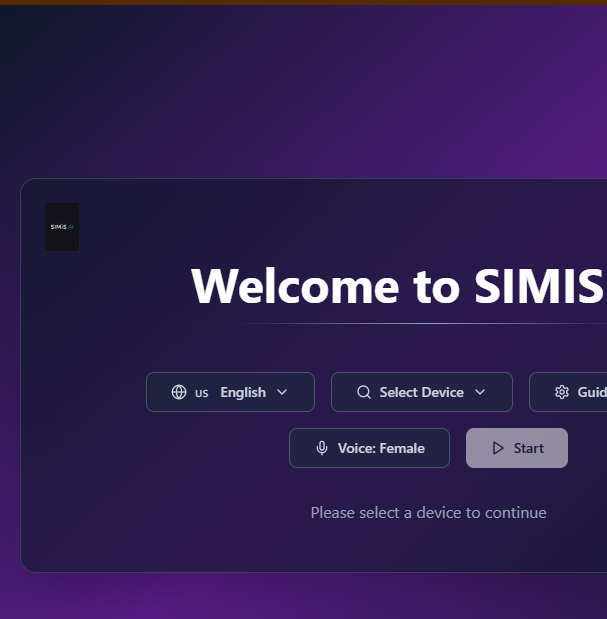 SIMIS.AI
Welcome to SIMIS
US English
Select Device
Guid
Voice: Female
Start
Please select a device to continue